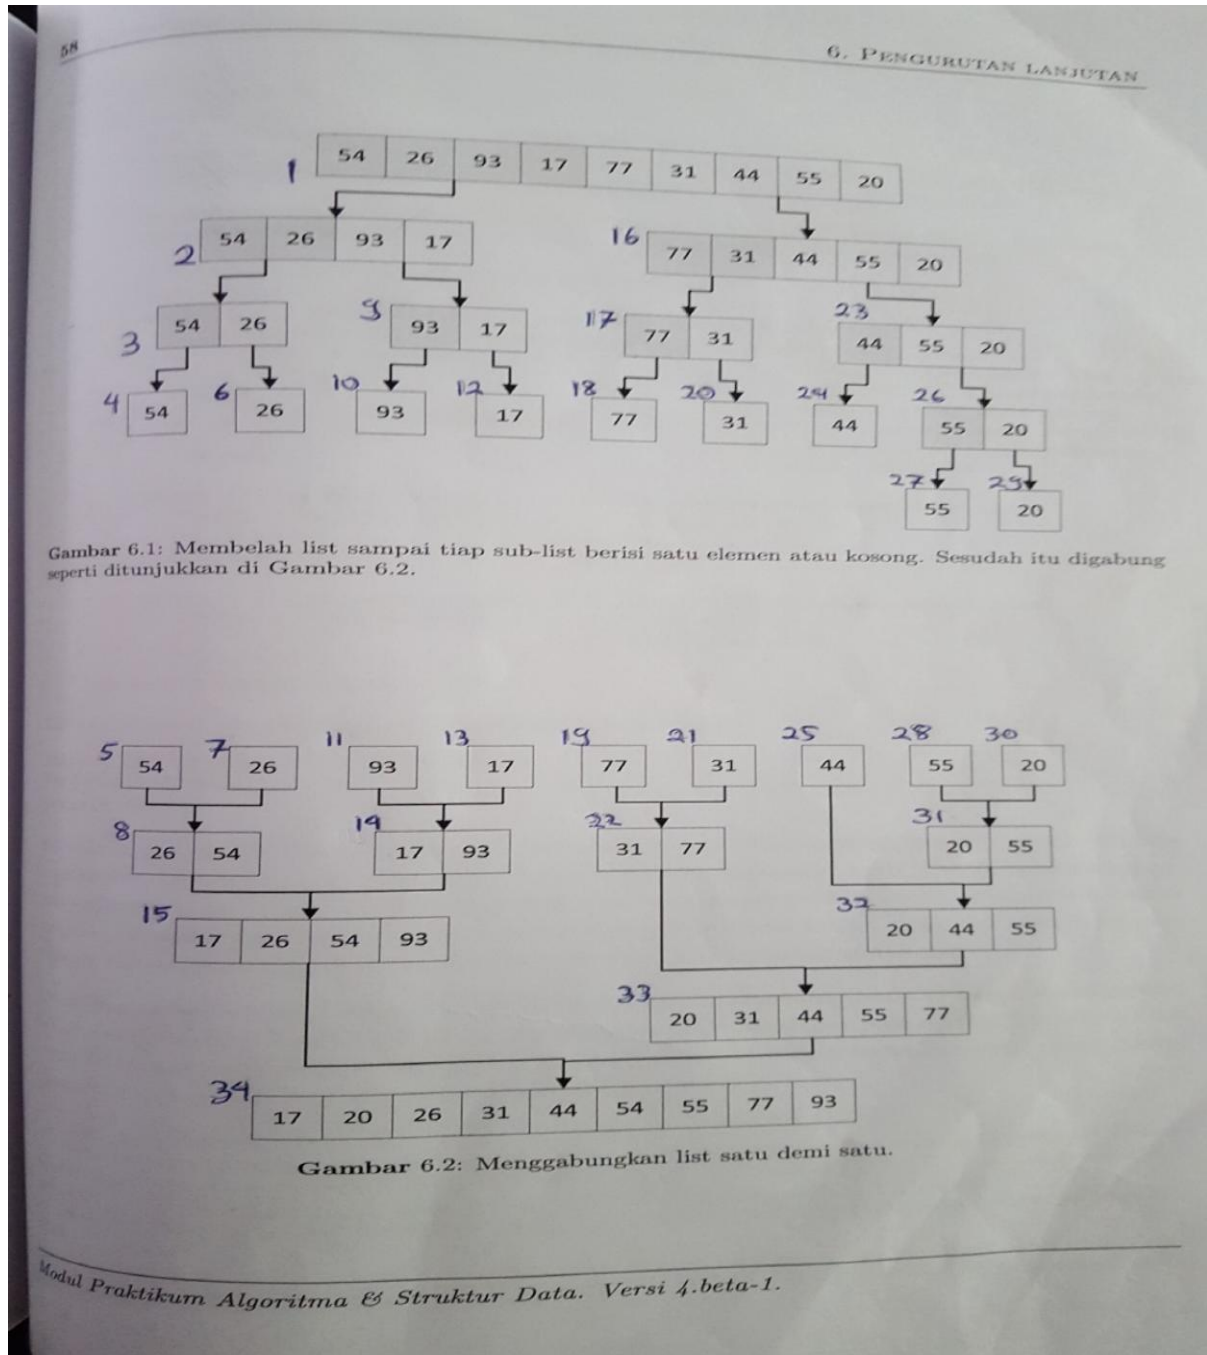 58
6. PENGURUTAN LANJUTAN
1 54 26 93 17 77 31 44 55 20
2 54 26 93 17 16 77 31 44 55 20
3 54 26 9 93 17 17 77 31 23 44 55 20
4 54 6 26 10 93 12 17 18 77 20 31 24 44 26 55 20
27 55 29 20
Gambar 6.1: Membelah list sampai tiap sub-list berisi satu elemen atau kosong. Sesudah itu digabung
seperti ditunjukkan di Gambar 6.2.
5 54 7 26 11 93 13 17 19 77 21 31 25 44 28 55 30 20
8 26 54 14 17 93 22 31 77 31 20 55
15 17 26 54 93 32 20 44 55
33 20 31 44 55 77
34 17 20 26 31 44 54 55 77 93
Gambar 6.2: Menggabungkan list satu demi satu.
Modul Praktikum Algoritma & Struktur Data. Versi 4.beta-1.